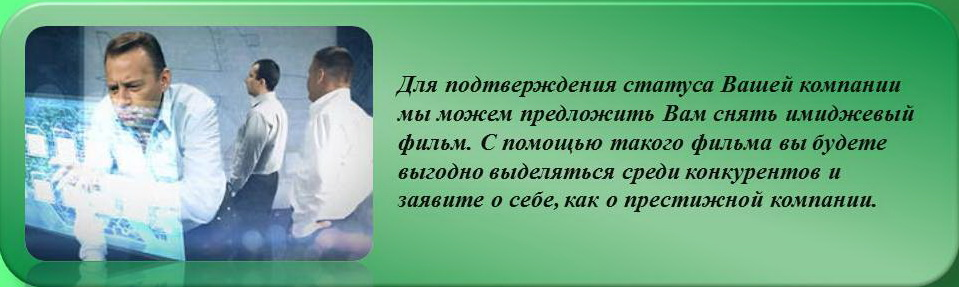 Для подтверждения статуса Вашей компании
мы можем предложить Вам снять имиджевый
фильм. С помощью такого фильма вы будете
выгодно выделяться среди конкурентов и
заявите о себе, как о престижной компании.